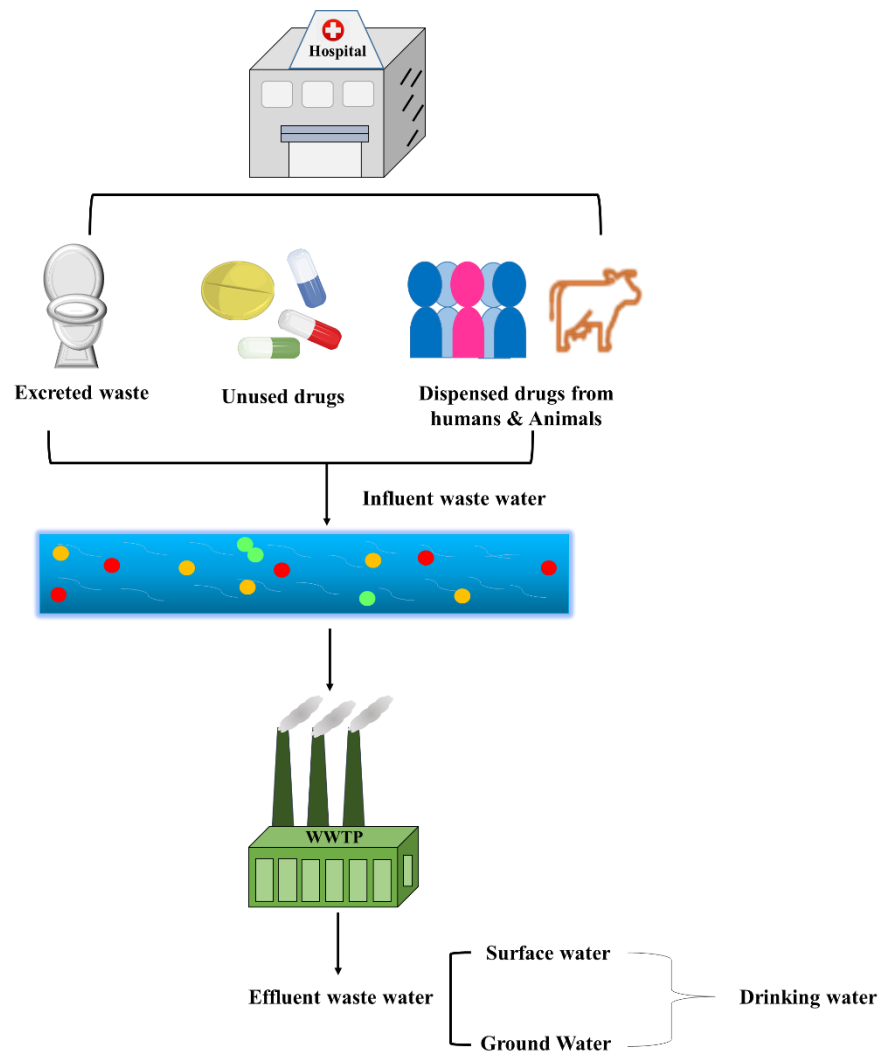 Hospital
Excreted waste
Unused drugs
Dispensed drugs from
humans & Animals
Influent waste water
WWTP
Effluent waste water
Surface water
Ground Water
Drinking water